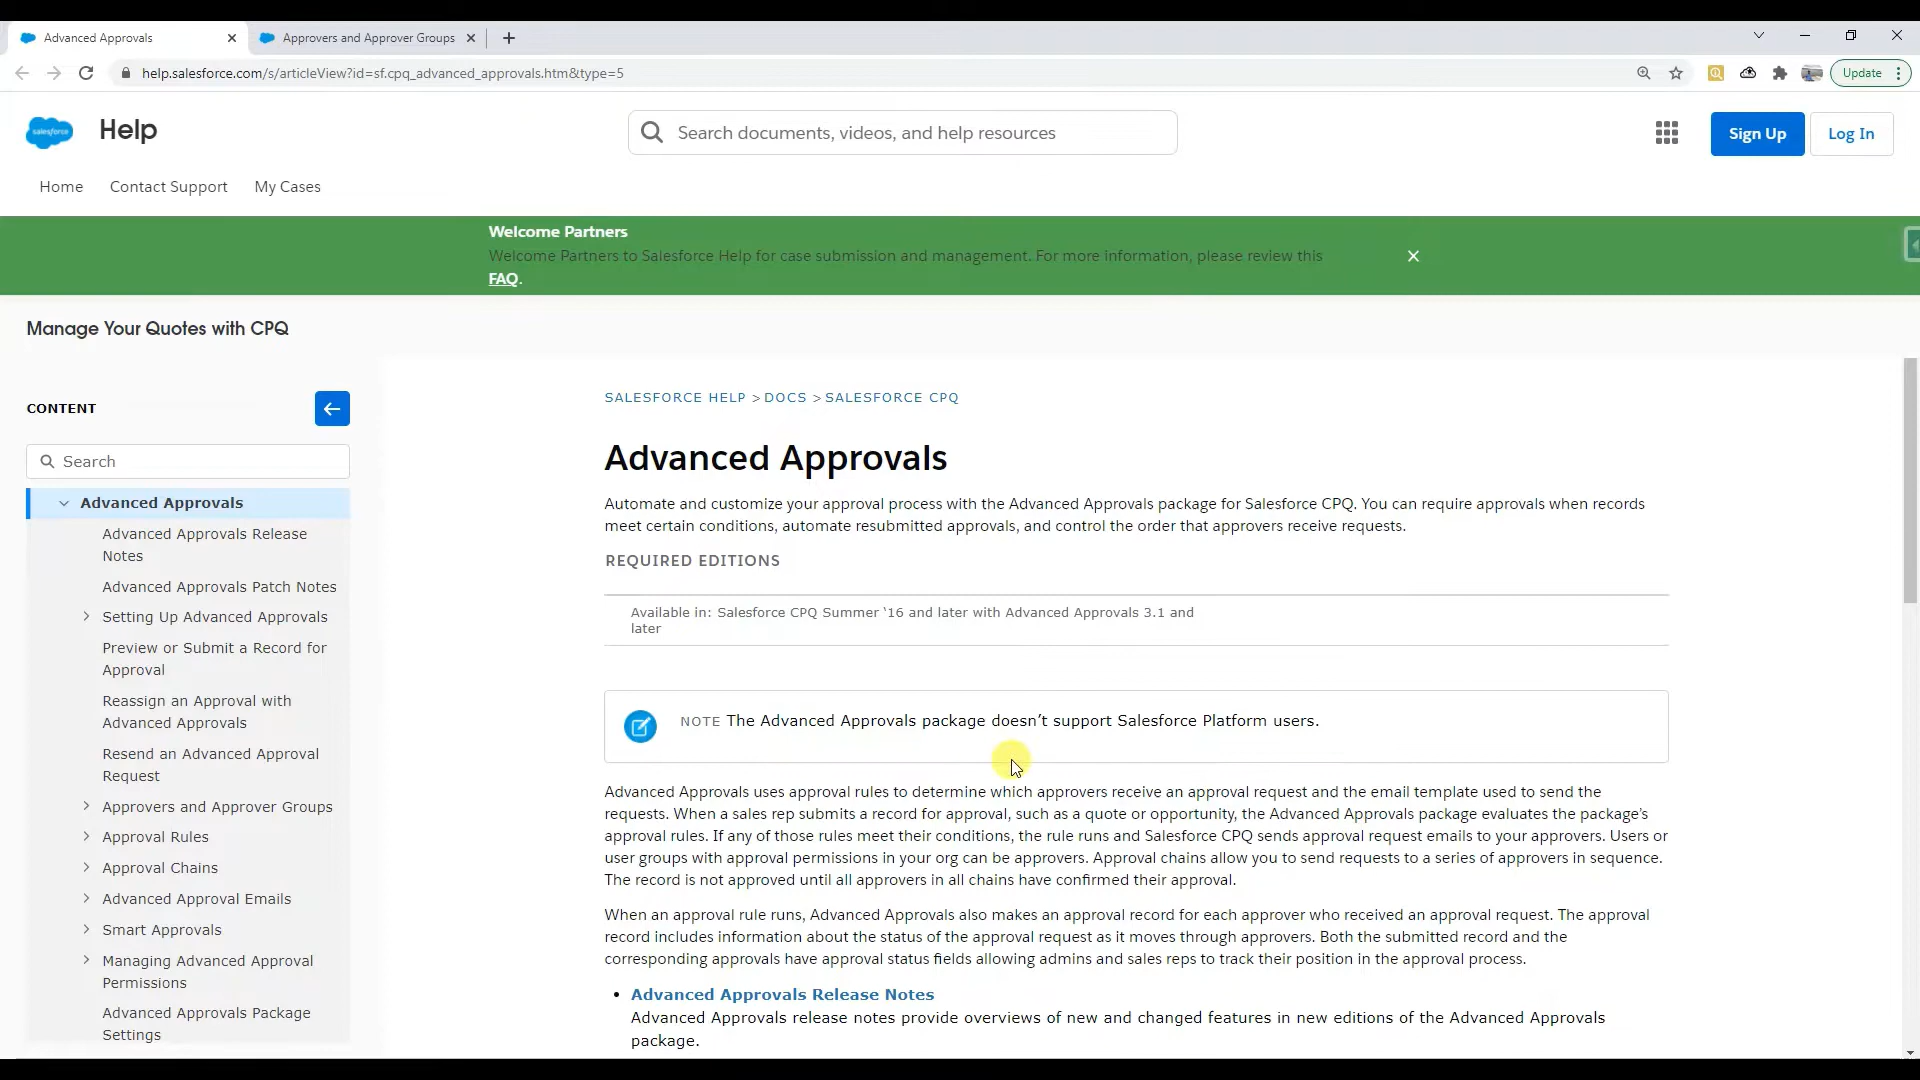 Advanced Approvals
Approvers and Approver Groups
help.salesforce.com/s/articleView?id=sf.cpq_advanced_approvals.htm&type=5
Update
salesforce
Help
Search documents, videos, and help resources
Sign Up
Log In
Home
Contact Support
My Cases
Welcome Partners
Welcome Partners to Salesforce Help for case submission and management. For more information, please review this
FAQ.
Manage Your Quotes with CPQ
CONTENT
Search
Advanced Approvals
Advanced Approvals Release
Notes
Advanced Approvals Patch Notes
Setting Up Advanced Approvals
Preview or Submit a Record for
Approval
Reassign an Approval with
Advanced Approvals
Resend an Advanced Approval
Request
Approvers and Approver Groups
Approval Rules
Approval Chains
Advanced Approval Emails
Smart Approvals
Managing Advanced Approval
Permissions
Advanced Approvals Package
Settings
SALESFORCE HELP > DOCS > SALESFORCE CPQ
Advanced Approvals
Automate and customize your approval process with the Advanced Approvals package for Salesforce CPQ. You can require approvals when records
meet certain conditions, automate resubmitted approvals, and control the order that approvers receive requests.
REQUIRED EDITIONS
Available in: Salesforce CPQ Summer ‘16 and later with Advanced Approvals 3.1 and
later
NOTE The Advanced Approvals package doesn’t support Salesforce Platform users.
Advanced Approvals uses approval rules to determine which approvers receive an approval request and the email template used to send the
requests. When a sales rep submits a record for approval, such as a quote or opportunity, the Advanced Approvals package evaluates the package’s
approval rules. If any of those rules meet their conditions, the rule runs and Salesforce CPQ sends approval request emails to your approvers. Users or
user groups with approval permissions in your org can be approvers. Approval chains allow you to send requests to a series of approvers in sequence.
The record is not approved until all approvers in all chains have confirmed their approval.
When an approval rule runs, Advanced Approvals also makes an approval record for each approver who received an approval request. The approval
record includes information about the status of the approval request as it moves through approvers. Both the submitted record and the
corresponding approvals have approval status fields allowing admins and sales reps to track their position in the approval process.
• Advanced Approvals Release Notes
Advanced Approvals release notes provide overviews of new and changed features in new editions of the Advanced Approvals
package.